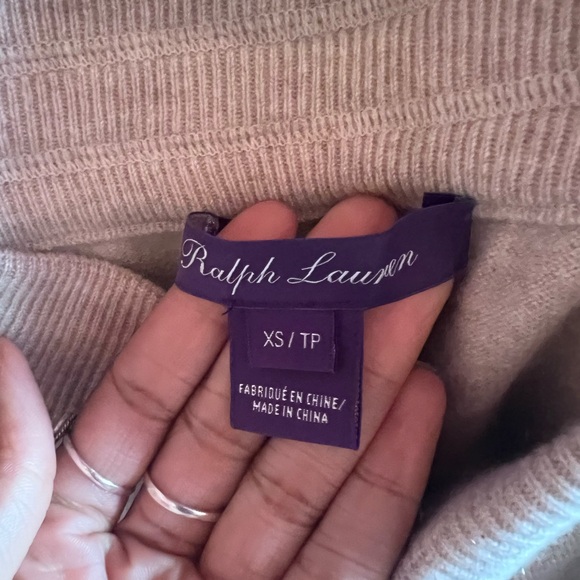 Ralph Lauren
XS / TP
FABRIQUÉ EN CHINE/
MADE IN CHINA